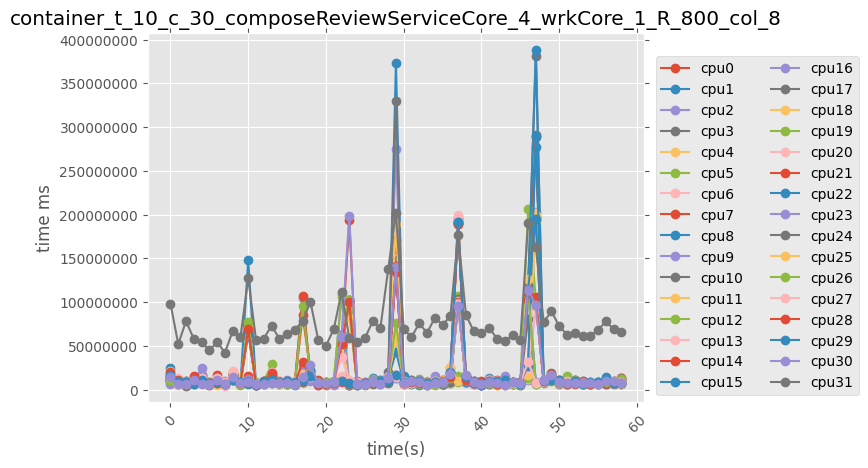 container_t_10_c_30_composeReviewServiceCore_4_wrkCore_1_R_800_col_8
time ms
400000000
350000000
300000000
250000000
200000000
150000000
100000000
50000000
0
0
10
20
30
40
50
60
time(s)
cpu0
cpu1
cpu2
cpu3
cpu4
cpu5
cpu6
cpu7
cpu8
cpu9
cpu10
cpu11
cpu12
cpu13
cpu14
cpu15
cpu16
cpu17
cpu18
cpu19
cpu20
cpu21
cpu22
cpu23
cpu24
cpu25
cpu26
cpu27
cpu28
cpu29
cpu30
cpu31